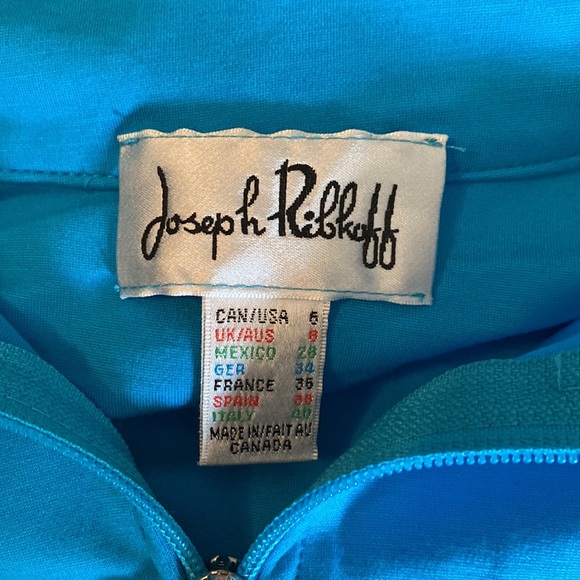 Joseph Ribkoff
CAN/USA 6
UK/AUS 8
MEXICO 28
GER 34
FRANCE 36
SPAIN 38
ITALY 40
MADE IN/FAIT AU
CANADA